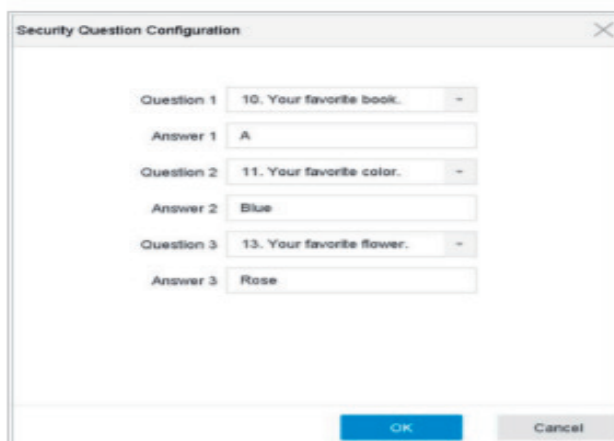 Security Question Configuration
Question 1 10. Your favorite book.
Answer 1 A
Question 2 11. Your favorite color.
Answer 2 Blue
Question 3 13. Your favorite flower.
Answer 3 Rose
OK Cancel